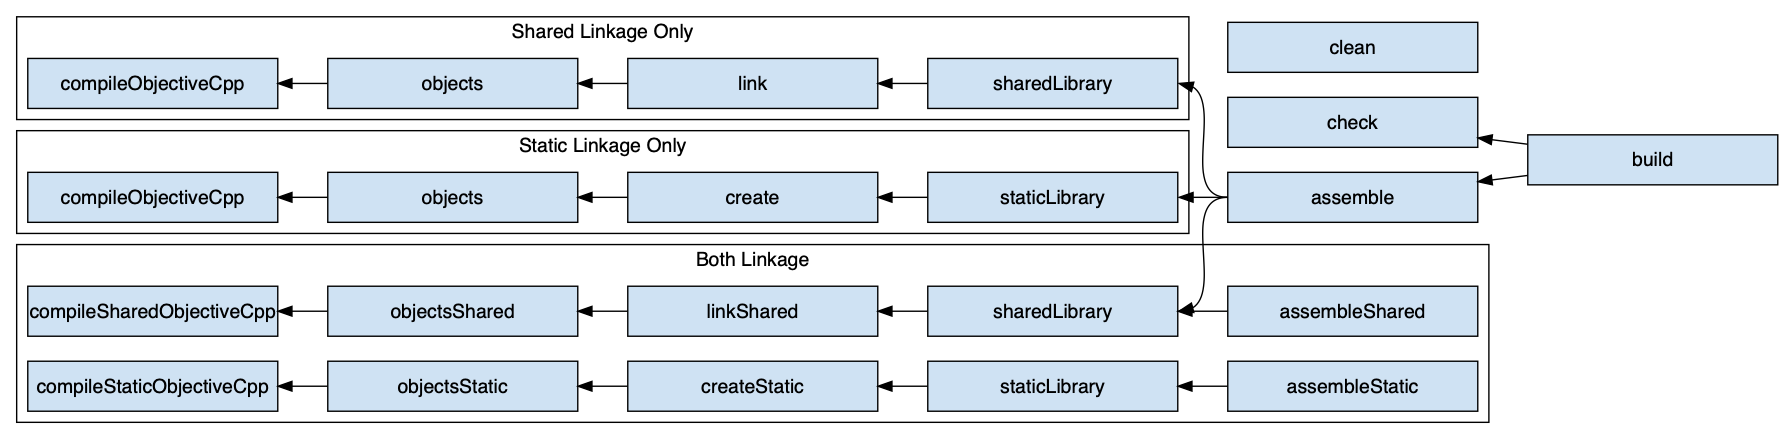 Shared Linkage Only
compileObjectiveCpp
objects
link
sharedLibrary
clean
check
build
Static Linkage Only
compileObjectiveCpp
objects
create
staticLibrary
assemble
Both Linkage
compileSharedObjectiveCpp
objectsShared
linkShared
sharedLibrary
assembleShared
compileStaticObjectiveCpp
objectsStatic
createStatic
staticLibrary
assembleStatic